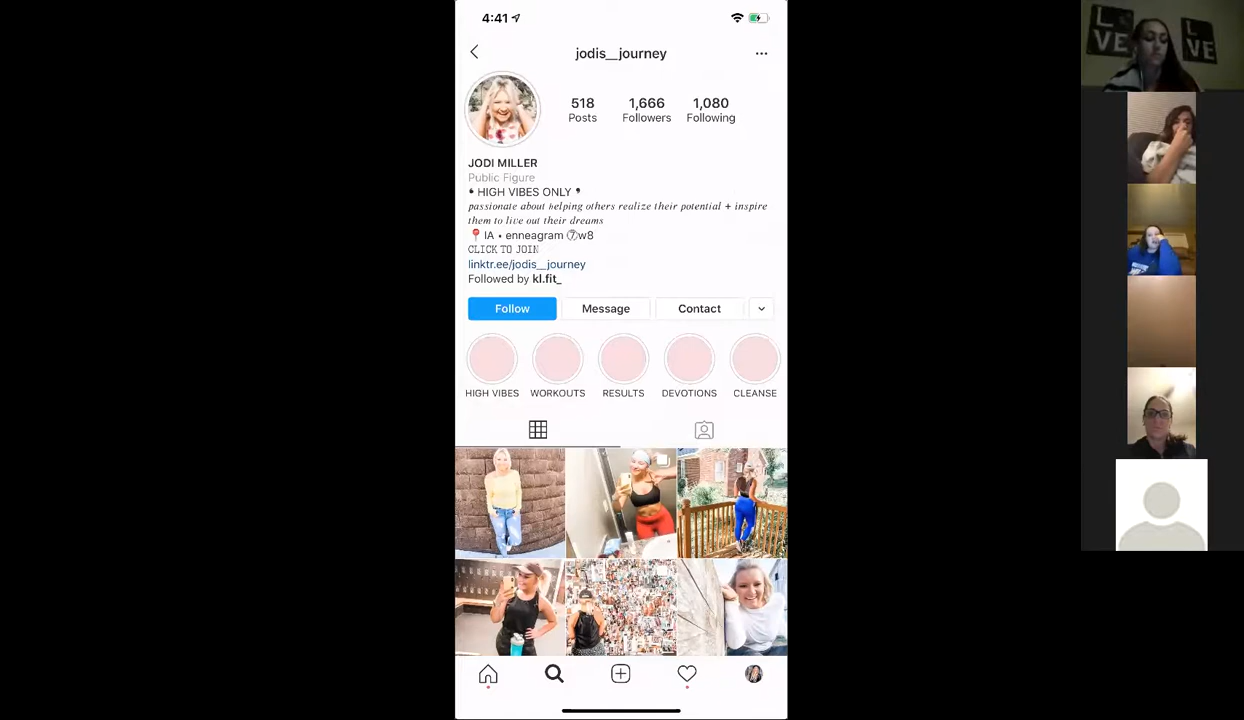 4:41
jodis__journey
518
Posts
1,666
Followers
1,080
Following
JODI MILLER
Public Figure
❛ HIGH VIBES ONLY ❜
passionate about helping others realize their potential + inspire
them to live out their dreams
📍IA • enneagram ⑦w8
CLICK TO JOIN
linktr.ee/jodis__journey
Followed by kl.fit_
Follow
Message
Contact
HIGH VIBES
WORKOUTS
RESULTS
DEVOTIONS
CLEANSE
LOVE
LOVE